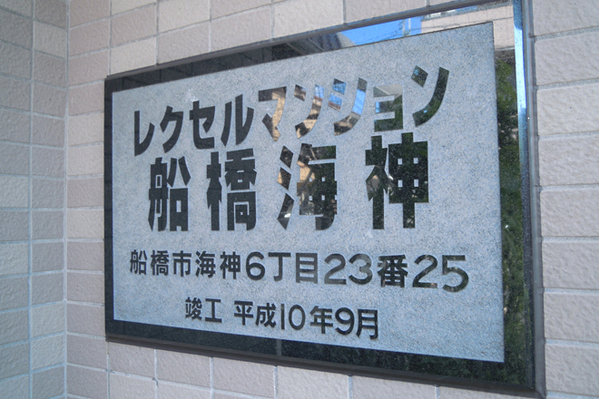 レクセルマンション
船橋海神
船橋市海神6丁目23番25
竣工 平成10年9月